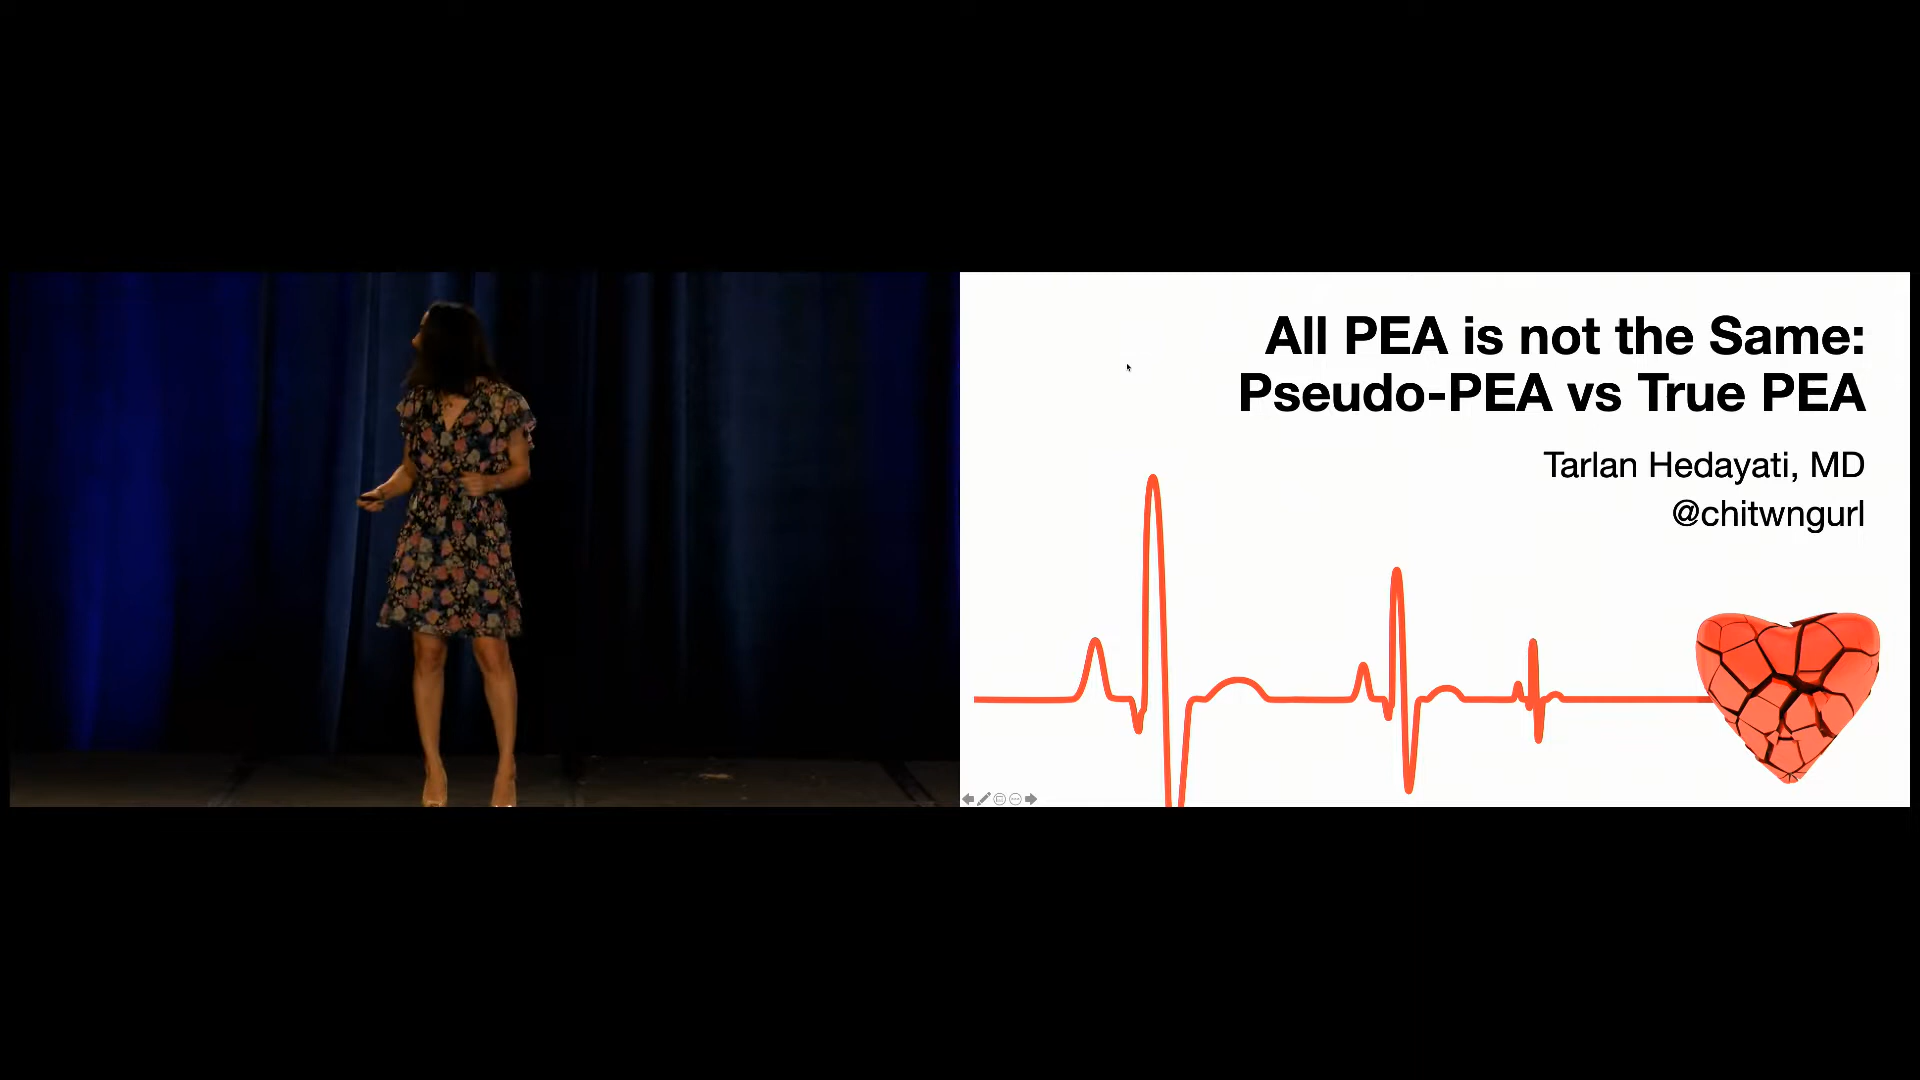 All PEA is not the Same:
Pseudo-PEA vs True PEA
Tarlan Hedayati, MD
@chitwngurl